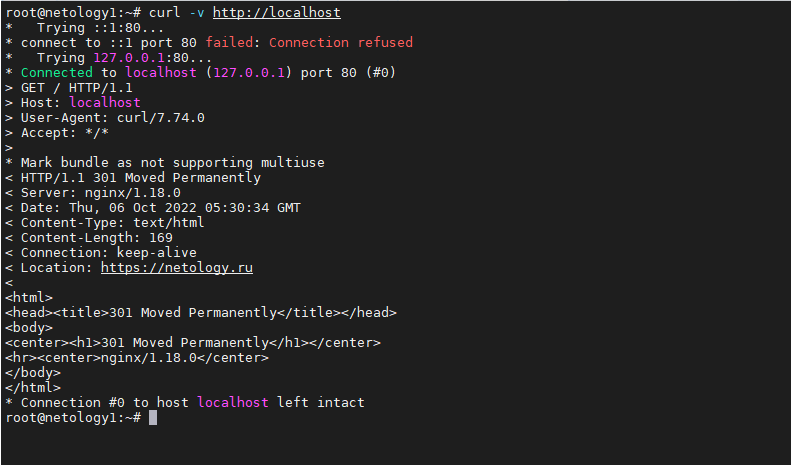 root@netology1:~# curl -v http://localhost
*   Trying ::1:80...
* connect to ::1 port 80 failed: Connection refused
*   Trying 127.0.0.1:80...
* Connected to localhost (127.0.0.1) port 80 (#0)
> GET / HTTP/1.1
> Host: localhost
> User-Agent: curl/7.74.0
> Accept: */*
>
* Mark bundle as not supporting multiuse
< HTTP/1.1 301 Moved Permanently
< Server: nginx/1.18.0
< Date: Thu, 06 Oct 2022 05:30:34 GMT
< Content-Type: text/html
< Content-Length: 169
< Connection: keep-alive
< Location: https://netology.ru
<
<html>
<head><title>301 Moved Permanently</title></head>
<body>
<center><h1>301 Moved Permanently</h1></center>
<hr><center>nginx/1.18.0</center>
</body>
</html>
* Connection #0 to host localhost left intact
root@netology1:~#